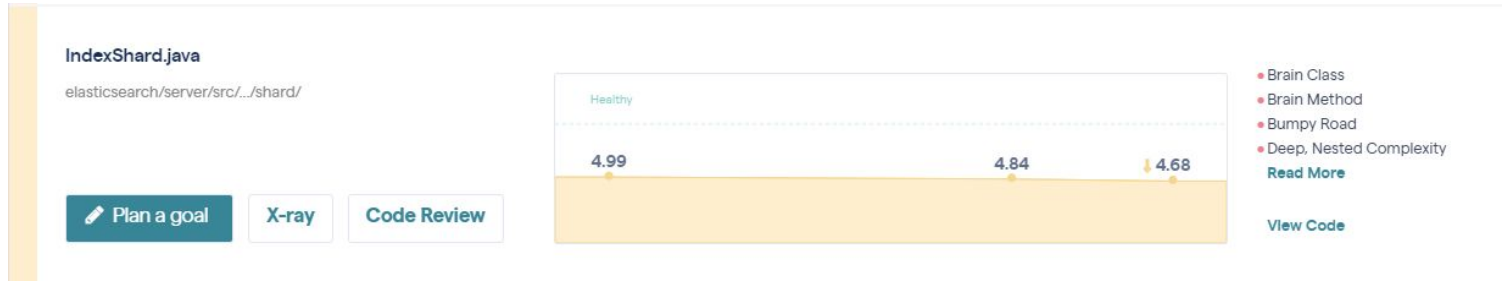 IndexShard.java
elasticsearch/server/src/.../shard/
Plan a goal
X-ray
Code Review
Healthy
4.99
4.84
4.68
Brain Class
Brain Method
Bumpy Road
Deep, Nested Complexity
Read More
View Code